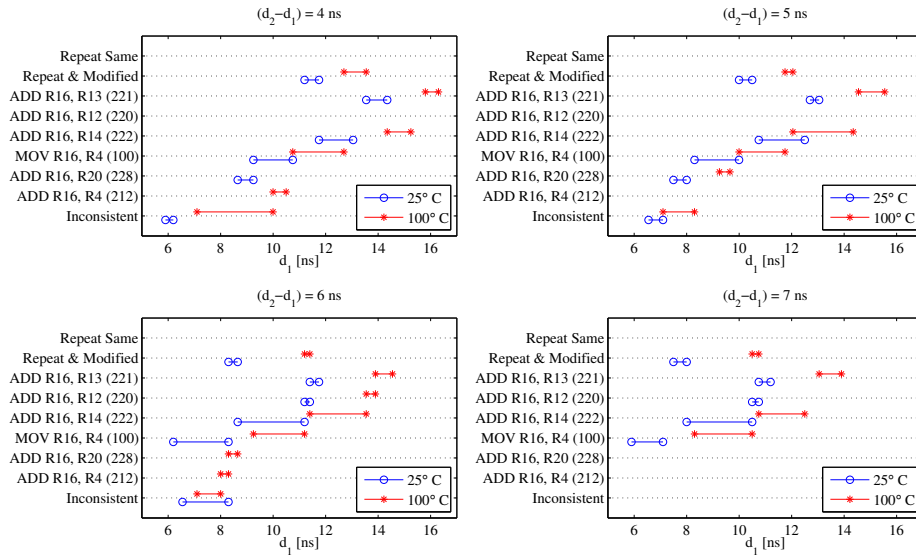 (d2−d1) = 4 ns
Repeat Same
Repeat & Modified
ADD R16, R13 (221)
ADD R16, R12 (220)
ADD R16, R14 (222)
MOV R16, R4 (100)
ADD R16, R20 (228)
ADD R16, R4 (212)
Inconsistent
25° C
100° C
6 8 10 12 14 16
d1 [ns]
(d2−d1) = 5 ns
Repeat Same
Repeat & Modified
ADD R16, R13 (221)
ADD R16, R12 (220)
ADD R16, R14 (222)
MOV R16, R4 (100)
ADD R16, R20 (228)
ADD R16, R4 (212)
Inconsistent
25° C
100° C
6 8 10 12 14 16
d1 [ns]
(d2−d1) = 6 ns
Repeat Same
Repeat & Modified
ADD R16, R13 (221)
ADD R16, R12 (220)
ADD R16, R14 (222)
MOV R16, R4 (100)
ADD R16, R20 (228)
ADD R16, R4 (212)
Inconsistent
25° C
100° C
6 8 10 12 14 16
d1 [ns]
(d2−d1) = 7 ns
Repeat Same
Repeat & Modified
ADD R16, R13 (221)
ADD R16, R12 (220)
ADD R16, R14 (222)
MOV R16, R4 (100)
ADD R16, R20 (228)
ADD R16, R4 (212)
Inconsistent
25° C
100° C
6 8 10 12 14 16
d1 [ns]